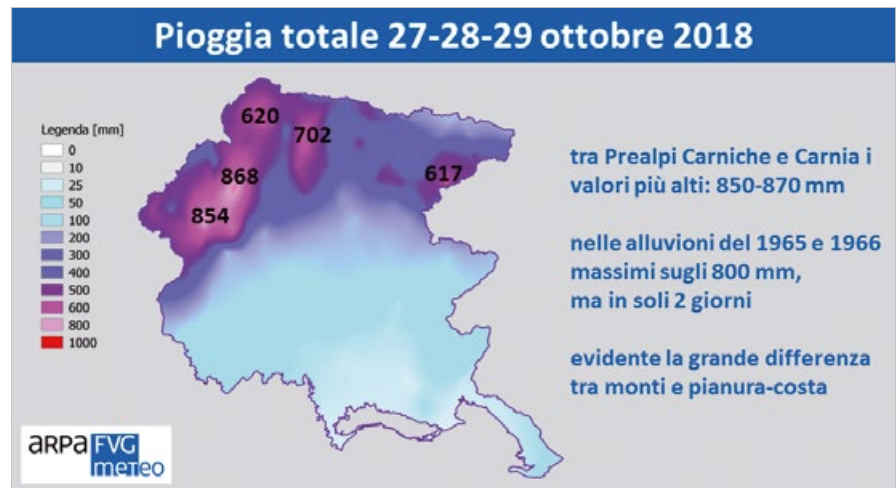 Pioggia totale 27-28-29 ottobre 2018
Legenda [mm]
0
10
25
50
100
200
300
400
500
600
800
1000
620
702
868
617
854
tra Prealpi Carniche e Carnia i
valori più alti: 850-870 mm
nelle alluvioni del 1965 e 1966
massimi sugli 800 mm,
ma in soli 2 giorni
evidente la grande differenza
tra monti e pianura-costa
aRPa FVG
meteo